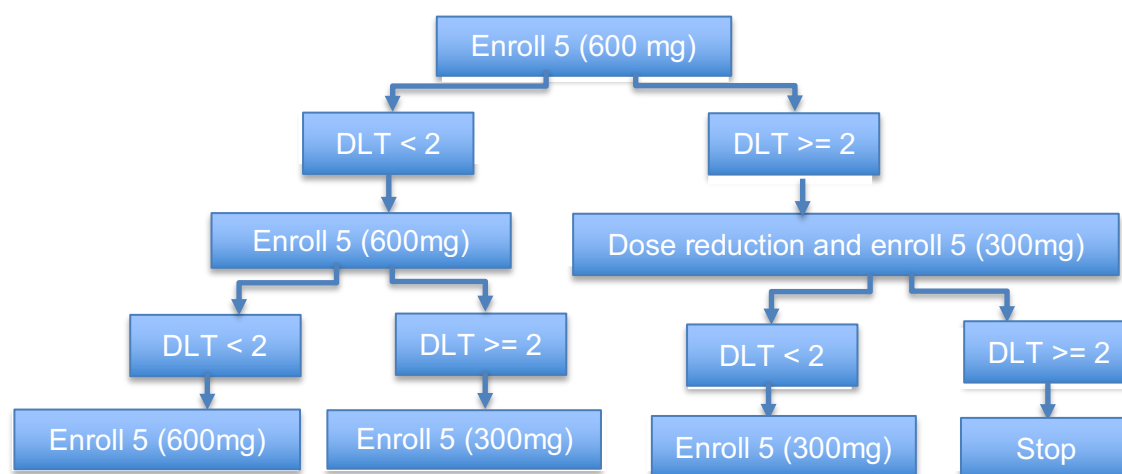 Enroll 5 (600 mg)
DLT < 2
DLT >= 2
Enroll 5 (600mg)
Dose reduction and enroll 5 (300mg)
DLT < 2
DLT >= 2
DLT < 2
DLT >= 2
Enroll 5 (600mg)
Enroll 5 (300mg)
Enroll 5 (300mg)
Stop